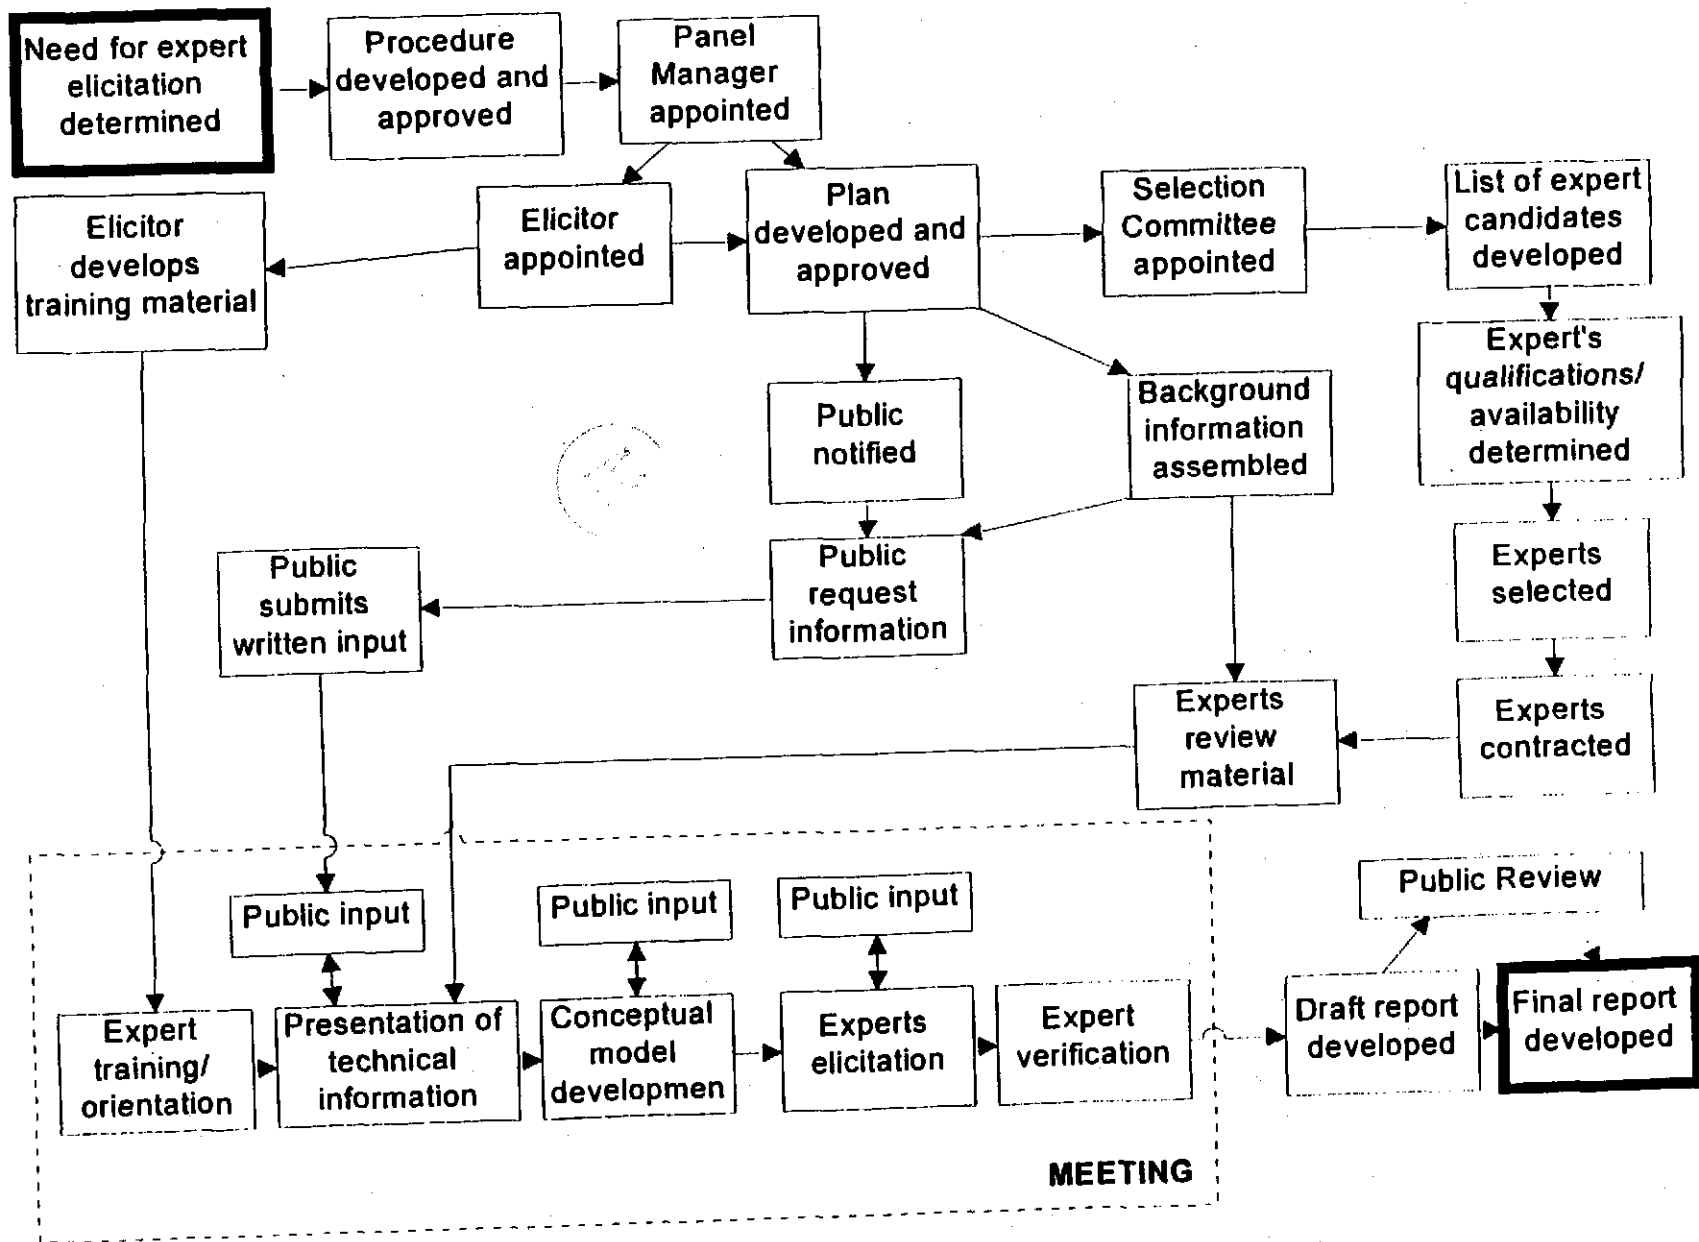 Need for expert
elicitation
determined
Procedure
developed and
approved
Panel
Manager
appointed
Elicitor
develops
training material
Elicitor
appointed
Plan
developed and
approved
Selection
Committee
appointed
List of expert
candidates
developed
Public
notified
Background
information
assembled
Expert's
qualifications/
availability
determined
Public
submits
written input
Public
request
information
Experts
selected
Experts
review
material
Experts
contracted
Public input
Public input
Public input
Public Review
Expert
training/
orientation
Presentation of
technical
information
Conceptual
model
developmen
Experts
elicitation
Expert
verification
Draft report
developed
Final report
developed
MEETING